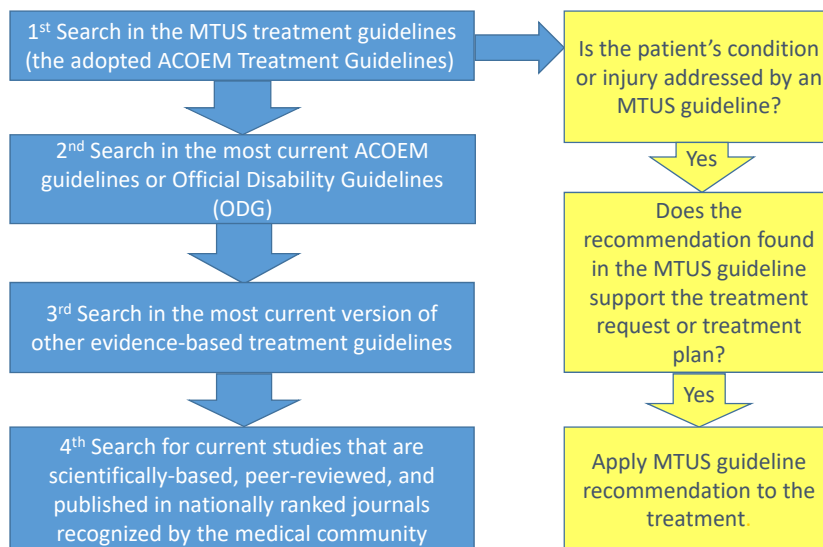 1st Search in the MTUS treatment guidelines
(the adopted ACOEM Treatment Guidelines)
2nd Search in the most current ACOEM
guidelines or Official Disability Guidelines
(ODG)
3rd Search in the most current version of
other evidence-based treatment guidelines
4th Search for current studies that are
scientifically-based, peer-reviewed, and
published in nationally ranked journals
recognized by the medical community
Is the patient’s condition
or injury addressed by an
MTUS guideline?
Yes
Does the
recommendation found
in the MTUS guideline
support the treatment
request or treatment
plan?
Yes
Apply MTUS guideline
recommendation to the
treatment.